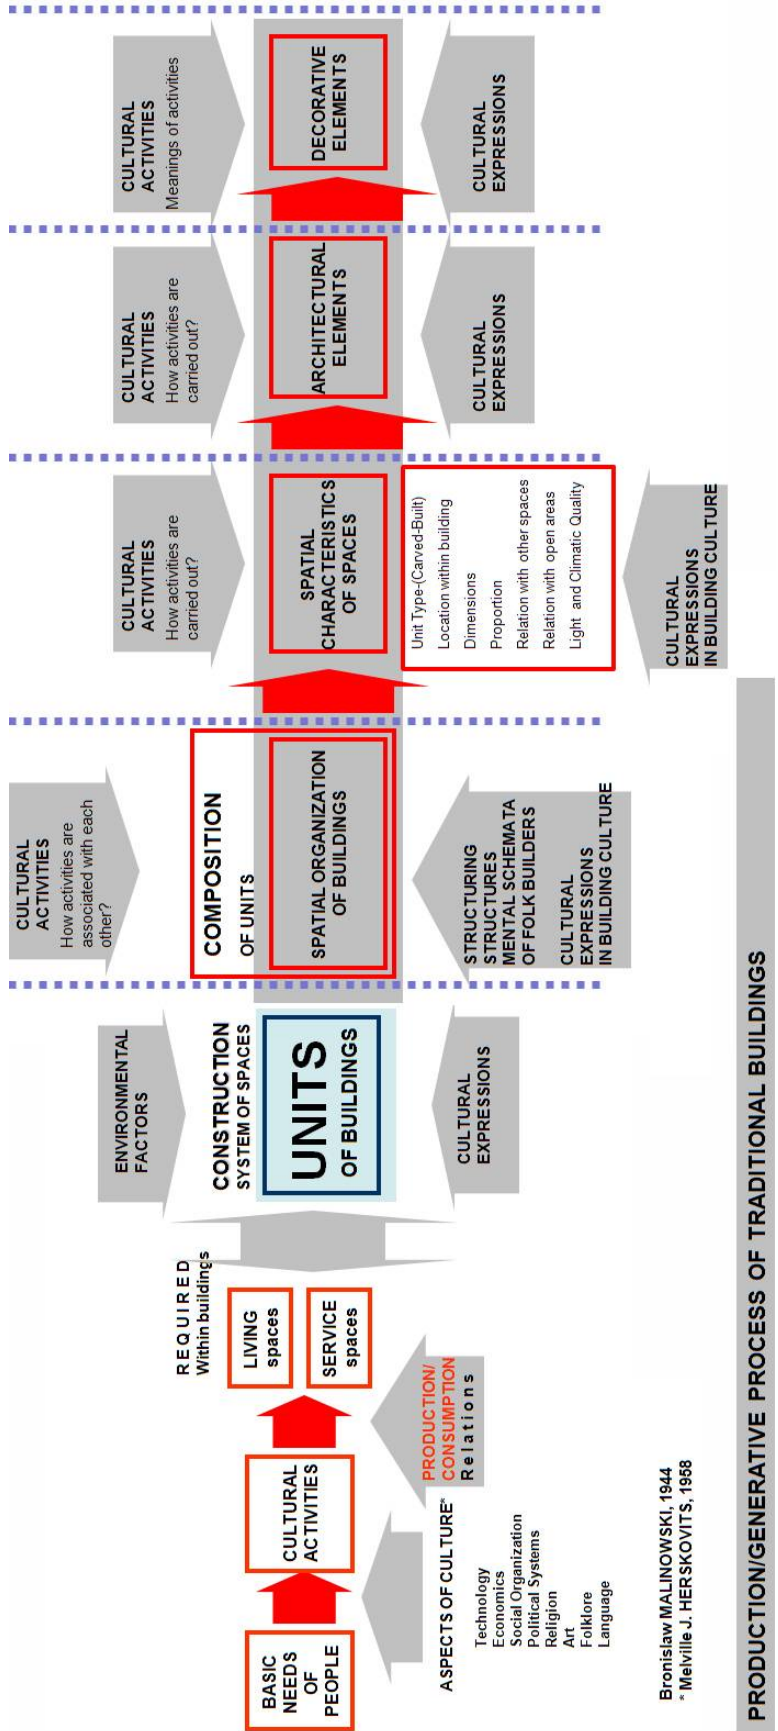 BASIC
NEEDS
OF
PEOPLE
CULTURAL
ACTIVITIES
ASPECTS OF CULTURE*
Technology
Economics
Social Organization
Political Systems
Religion
Art
Folklore
Language
PRODUCTION/
CONSUMPTION
Relations
REQUIRED
Within buildings
LIVING
spaces
SERVICE
spaces
ENVIRONMENTAL
FACTORS
CONSTRUCTION
SYSTEM OF SPACES
UNITS
OF BUILDINGS
CULTURAL
EXPRESSIONS
CULTURAL
ACTIVITIES
How activities are
associated with each
other?
COMPOSITION
OF UNITS
SPATIAL ORGANIZATION
OF BUILDINGS
STRUCTURING
STRUCTURES
MENTAL SCHEMATA
OF FOLK BUILDERS
CULTURAL
EXPRESSIONS
IN BUILDING CULTURE
CULTURAL
ACTIVITIES
How activities are
carried out?
SPATIAL
CHARACTERISTICS
OF SPACES
Unit Type-(Carved-Built)
Location within building
Dimensions
Proportion
Relation with other spaces
Relation with open areas
Light and Climatic Quality
CULTURAL
EXPRESSIONS
IN BUILDING CULTURE
CULTURAL
ACTIVITIES
How activities are
carried out?
ARCHITECTURAL
ELEMENTS
CULTURAL
EXPRESSIONS
CULTURAL
ACTIVITIES
Meanings of activities
DECORATIVE
ELEMENTS
CULTURAL
EXPRESSIONS
Bronislaw MALINOWSKI, 1944
* Melville J. HERSKOVITS, 1958
PRODUCTION/GENERATIVE PROCESS OF TRADITIONAL BUILDINGS